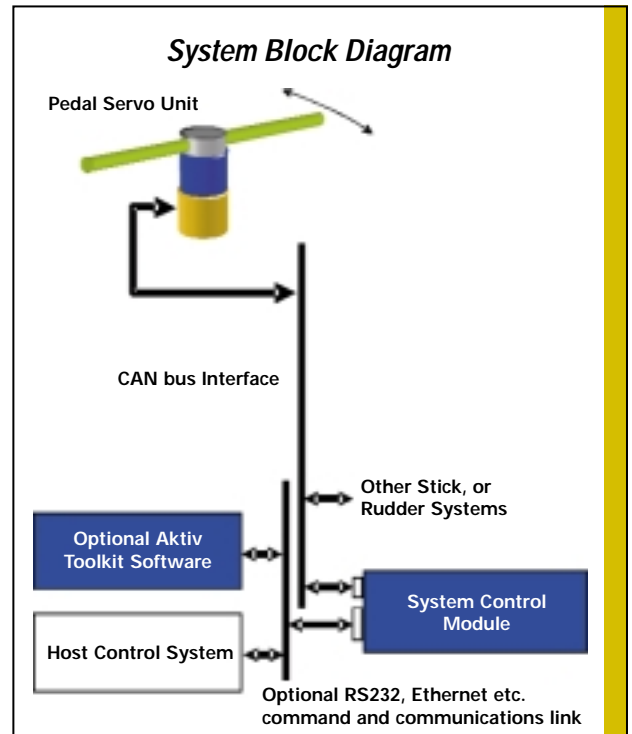 System Block Diagram
Pedal Servo Unit
CAN bus Interface
Other Stick, or
Rudder Systems
Optional Aktiv
Toolkit Software
System Control
Module
Host Control System
Optional RS232, Ethernet etc.
command and communications link